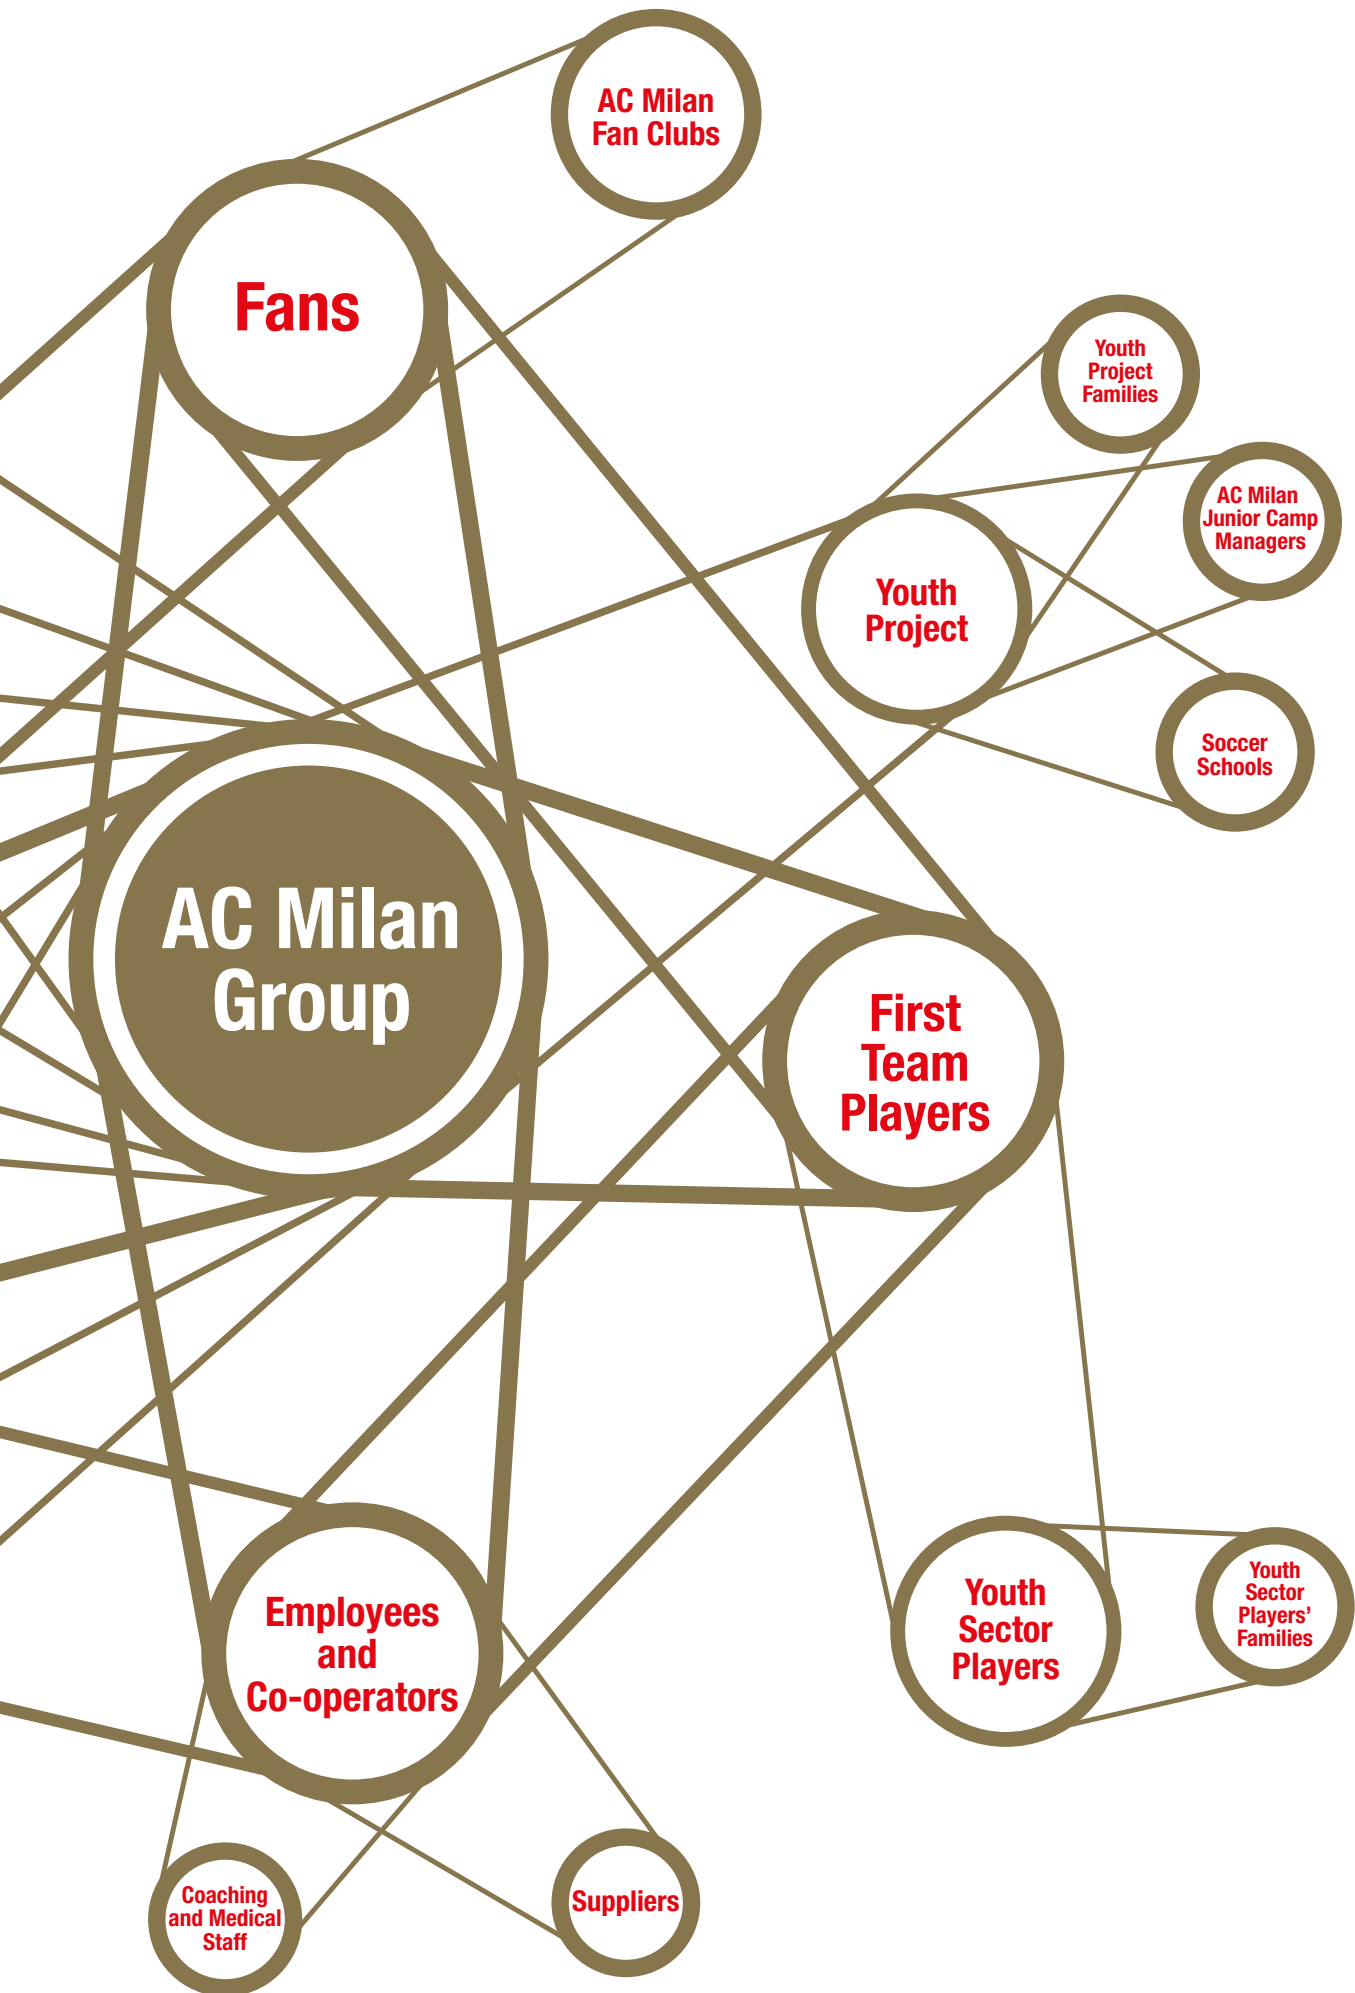 AC Milan
Fan Clubs
Fans
Youth
Project
Families
AC Milan
Junior Camp
Managers
Youth
Project
Soccer
Schools
AC Milan
Group
First
Team
Players
Employees
and
Co-operators
Youth
Sector
Players
Youth
Sector
Players’
Families
Coaching
and Medical
Staff
Suppliers